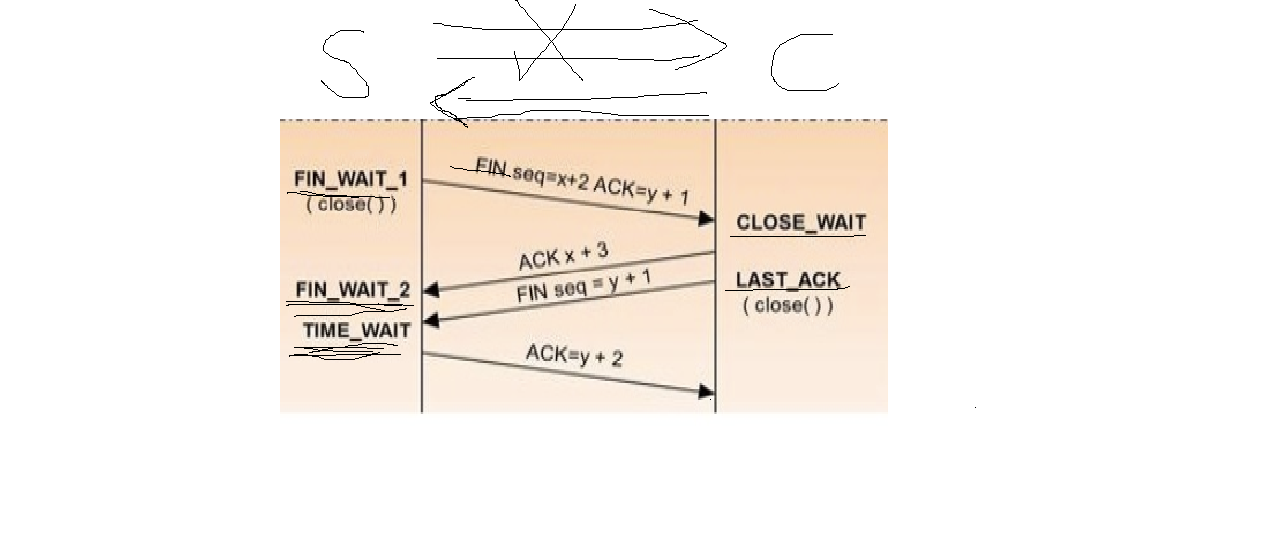 S C
FIN seq=x+2 ACK=y + 1
FIN_WAIT_1
(close())
CLOSE_WAIT
ACK x + 3
FIN seq = y + 1
LAST_ACK
(close())
FIN_WAIT_2
TIME_WAIT
ACK=y + 2